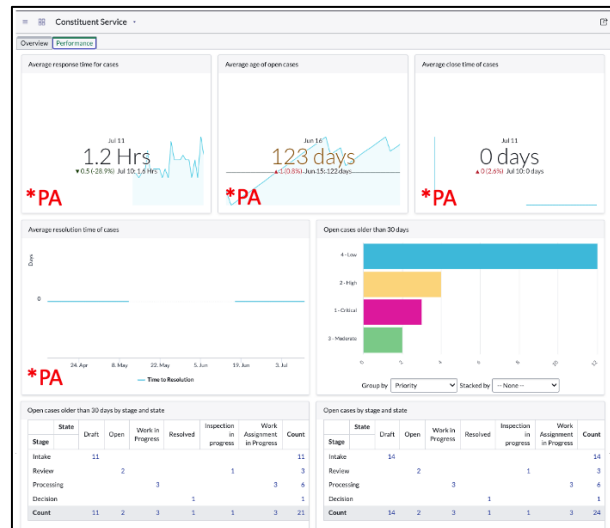 Constituent Service
Overview Performance
Average response time for cases
Jul 11
1.2 Hrs
▼0.5 (-28.9%) Jul 10: 1.6 Hrs
*PA
Average age of open cases
Jun 16
123 days
▲1 (0.8%) Jun 15: 122 days
*PA
Average close time of cases
Jul 11
0 days
▲0 (2.6%) Jul 10: 0 days
*PA
Average resolution time of cases
Days
0
24. Apr 8. May 22. May 5. Jun 19. Jun 3. Jul
Time to Resolution
*PA
Open cases older than 30 days
4 - Low
2 - High
1 - Critical
3 - Moderate
0 2 4 6 8 10 12
Group by Priority Stacked by -- None --
Open cases older than 30 days by stage and state
State Draft Open Work in Progress Resolved Inspection in progress Work Assignment in Progress Count
Stage
Intake 11 11
Review 2 1 3
Processing 3 3 6
Decision 1 1
Count 11 2 3 1 1 3 21
Open cases by stage and state
State Draft Open Work in Progress Resolved Inspection in progress Work Assignment in Progress Count
Stage
Intake 14 14
Review 2 1 3
Processing 3 3 6
Decision 1 1
Count 14 2 3 1 1 3 24